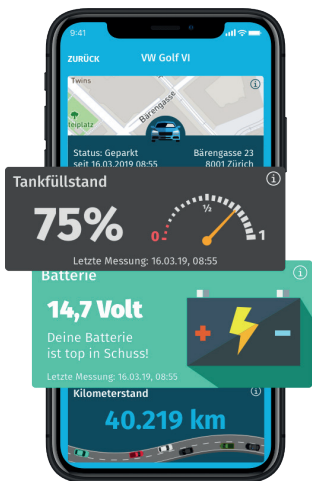 9:41
ZURÜCK VW Golf VI
Twins
Bärengasse
Status: Geparkt Bärengasse 23
seit 16.03.2019 08:55 8001 Zürich
Tankfüllstand
75%
0 ½ 1
Letzte Messung: 16.03.19, 08:55
Batterie
14,7 Volt
Deine Batterie
ist top in Schuss!
Letzte Messung: 16.03.19, 08:55
Kilometerstand
40.219 km